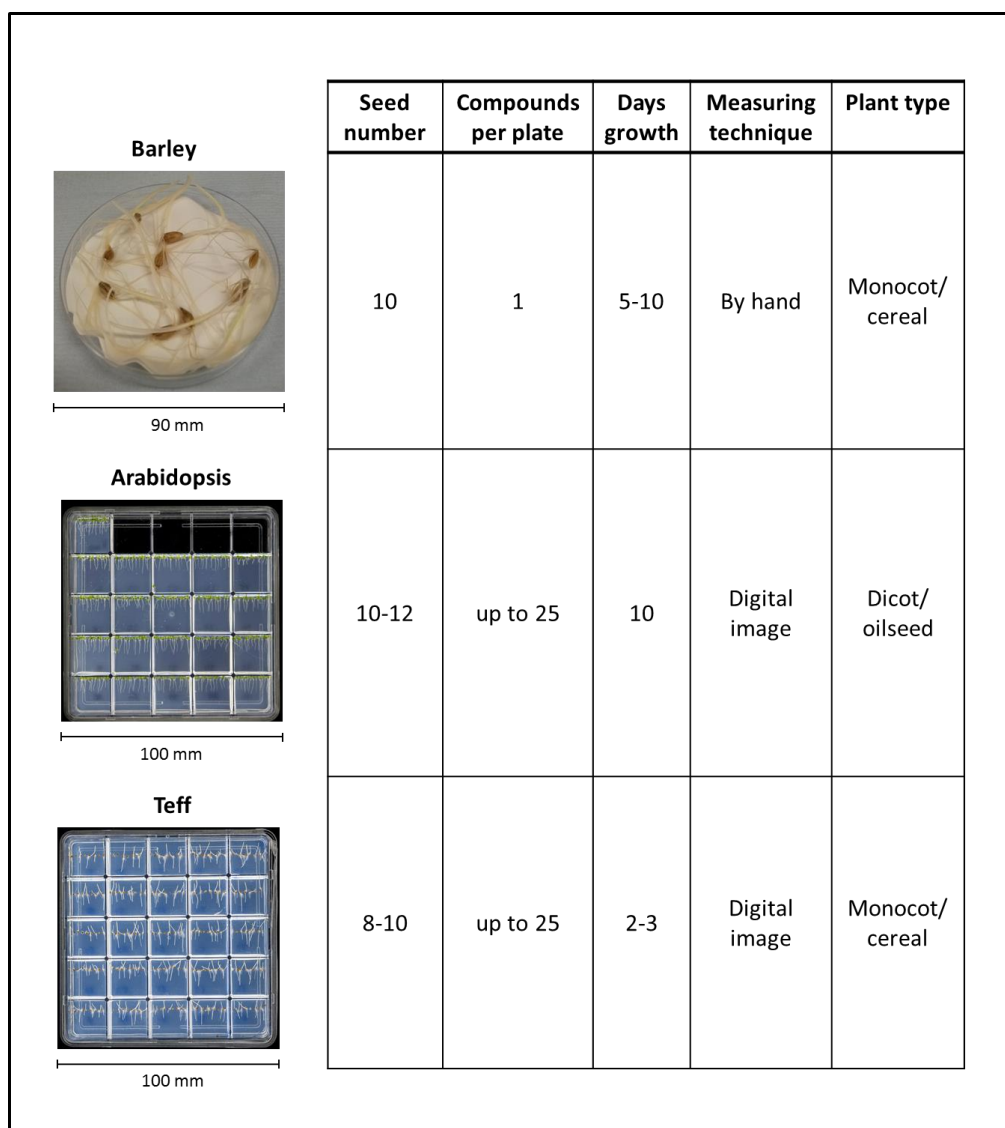 Seed number
Compounds per plate
Days growth
Measuring technique
Plant type
Barley
10
1
5-10
By hand
Monocot/
cereal
90 mm
Arabidopsis
10-12
up to 25
10
Digital
image
Dicot/
oilseed
100 mm
Teff
8-10
up to 25
2-3
Digital
image
Monocot/
cereal
100 mm